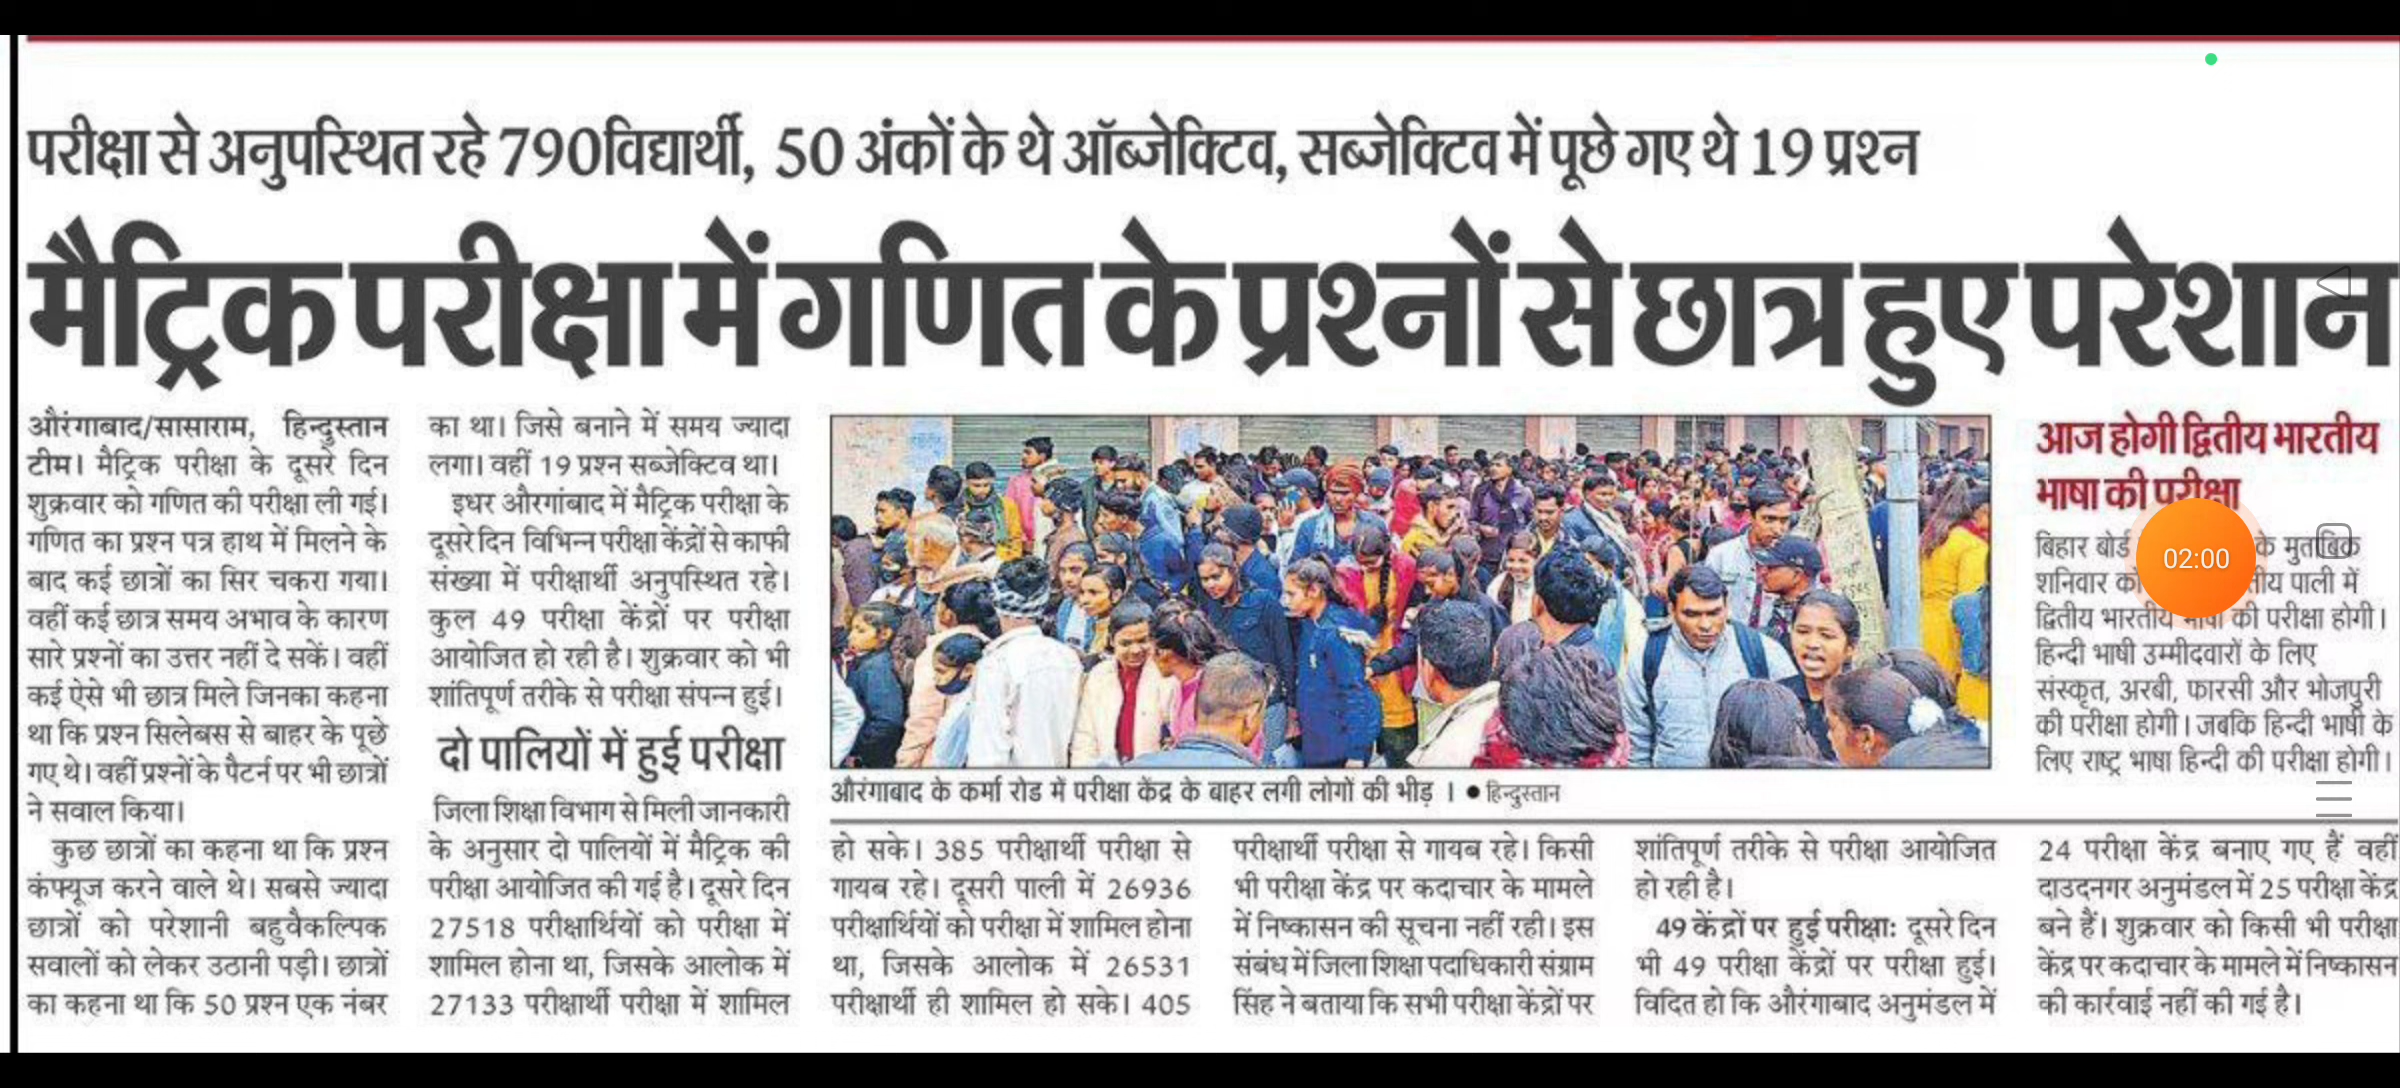 परीक्षा से अनुपस्थित रहे 790विद्यार्थी, 50 अंकों के थे ऑब्जेक्टिव, सब्जेक्टिव में पूछे गए थे 19 प्रश्न
मैट्रिक परीक्षा में गणित के प्रश्नों से छात्र हुए परेशान
औरंगाबाद/सासाराम, हिन्दुस्तान
टीम। मैट्रिक परीक्षा के दूसरे दिन
शुक्रवार को गणित की परीक्षा ली गई।
गणित का प्रश्न पत्र हाथ में मिलने के
बाद कई छात्रों का सिर चकरा गया।
वहीं कई छात्र समय अभाव के कारण
सारे प्रश्नों का उत्तर नहीं दे सकें। वहीं
कई ऐसे भी छात्र मिले जिनका कहना
था कि प्रश्न सिलेबस से बाहर के पूछे
गए थे। वहीं प्रश्नों के पैटर्न पर भी छात्रों
ने सवाल किया।
कुछ छात्रों का कहना था कि प्रश्न
कंफ्यूज करने वाले थे। सबसे ज्यादा
छात्रों को परेशानी बहुवैकल्पिक
सवालों को लेकर उठानी पड़ी। छात्रों
का कहना था कि 50 प्रश्न एक नंबर
का था। जिसे बनाने में समय ज्यादा
लगा। वहीं 19 प्रश्न सब्जेक्टिव था।
इधर औरगांबाद में मैट्रिक परीक्षा के
दूसरे दिन विभिन्न परीक्षा केंद्रों से काफी
संख्या में परीक्षार्थी अनुपस्थित रहे।
कुल 49 परीक्षा केंद्रों पर परीक्षा
आयोजित हो रही है। शुक्रवार को भी
शांतिपूर्ण तरीके से परीक्षा संपन्न हुई।
दो पालियों में हुई परीक्षा
जिला शिक्षा विभाग से मिली जानकारी
के अनुसार दो पालियों में मैट्रिक की
परीक्षा आयोजित की गई है। दूसरे दिन
27518 परीक्षार्थियों को परीक्षा में
शामिल होना था, जिसके आलोक में
27133 परीक्षार्थी परीक्षा में शामिल
औरंगाबाद के कर्मा रोड में परीक्षा केंद्र के बाहर लगी लोगों की भीड़ । ● हिन्दुस्तान
हो सके। 385 परीक्षार्थी परीक्षा से
गायब रहे। दूसरी पाली में 26936
परीक्षार्थियों को परीक्षा में शामिल होना
था, जिसके आलोक में 26531
परीक्षार्थी ही शामिल हो सके। 405
परीक्षार्थी परीक्षा से गायब रहे। किसी
भी परीक्षा केंद्र पर कदाचार के मामले
में निष्कासन की सूचना नहीं रही। इस
संबंध में जिला शिक्षा पदाधिकारी संग्राम
सिंह ने बताया कि सभी परीक्षा केंद्रों पर
शांतिपूर्ण तरीके से परीक्षा आयोजित
हो रही है।
49 केंद्रों पर हुई परीक्षा: दूसरे दिन
भी 49 परीक्षा केंद्रों पर परीक्षा हुई।
विदित हो कि औरंगाबाद अनुमंडल में
24 परीक्षा केंद्र बनाए गए हैं वहीं
दाउदनगर अनुमंडल में 25 परीक्षा केंद्र
बने हैं। शुक्रवार को किसी भी परीक्षा
केंद्र पर कदाचार के मामले में निष्कासन
की कार्रवाई नहीं की गई है।
आज होगी द्वितीय भारतीय
भाषा की परीक्षा
बिहार बोर्ड के मुताबिक
शनिवार को पाली में
द्वितीय भारतीय भाषा की परीक्षा होगी।
हिन्दी भाषी उम्मीदवारों के लिए
संस्कृत, अरबी, फारसी और भोजपुरी
की परीक्षा होगी। जबकि हिन्दी भाषी के
लिए राष्ट्र भाषा हिन्दी की परीक्षा होगी।
02:00